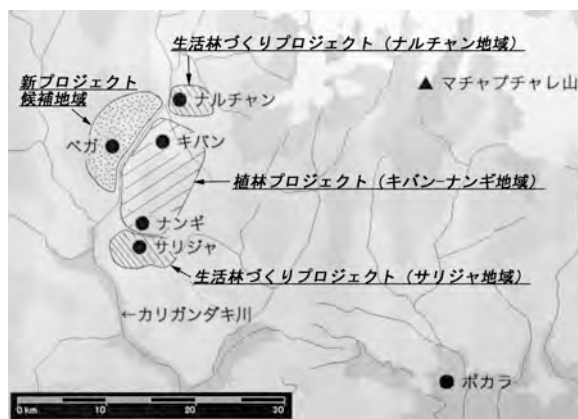 生活林づくりプロジェクト（ナルチャン地域）
新プロジェクト
候補地域
マチャプチャレ山
ナルチャン
ベガ
キバン
植林プロジェクト（キバン−ナンギ地域）
ナンギ
サリジャ
生活林づくりプロジェクト（サリジャ地域）
←カリガンダキ川
ポカラ
0 km 10 20 30